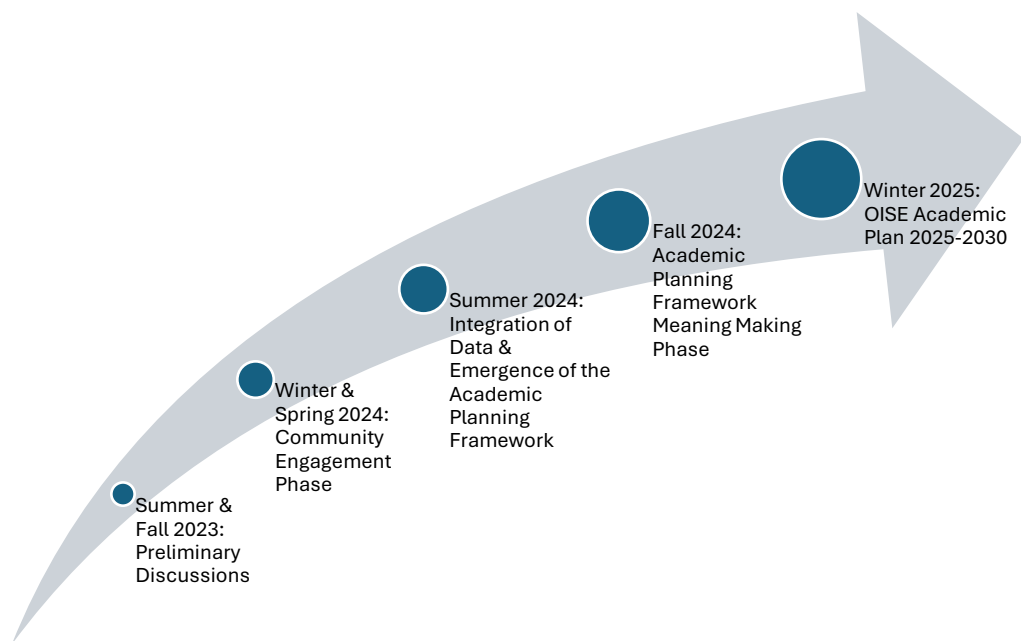 Summer &
Fall 2023:
Preliminary
Discussions
Winter &
Spring 2024:
Community
Engagement
Phase
Summer 2024:
Integration of
Data &
Emergence of the
Academic
Planning
Framework
Fall 2024:
Academic
Planning
Framework
Meaning Making
Phase
Winter 2025:
OISE Academic
Plan 2025-2030